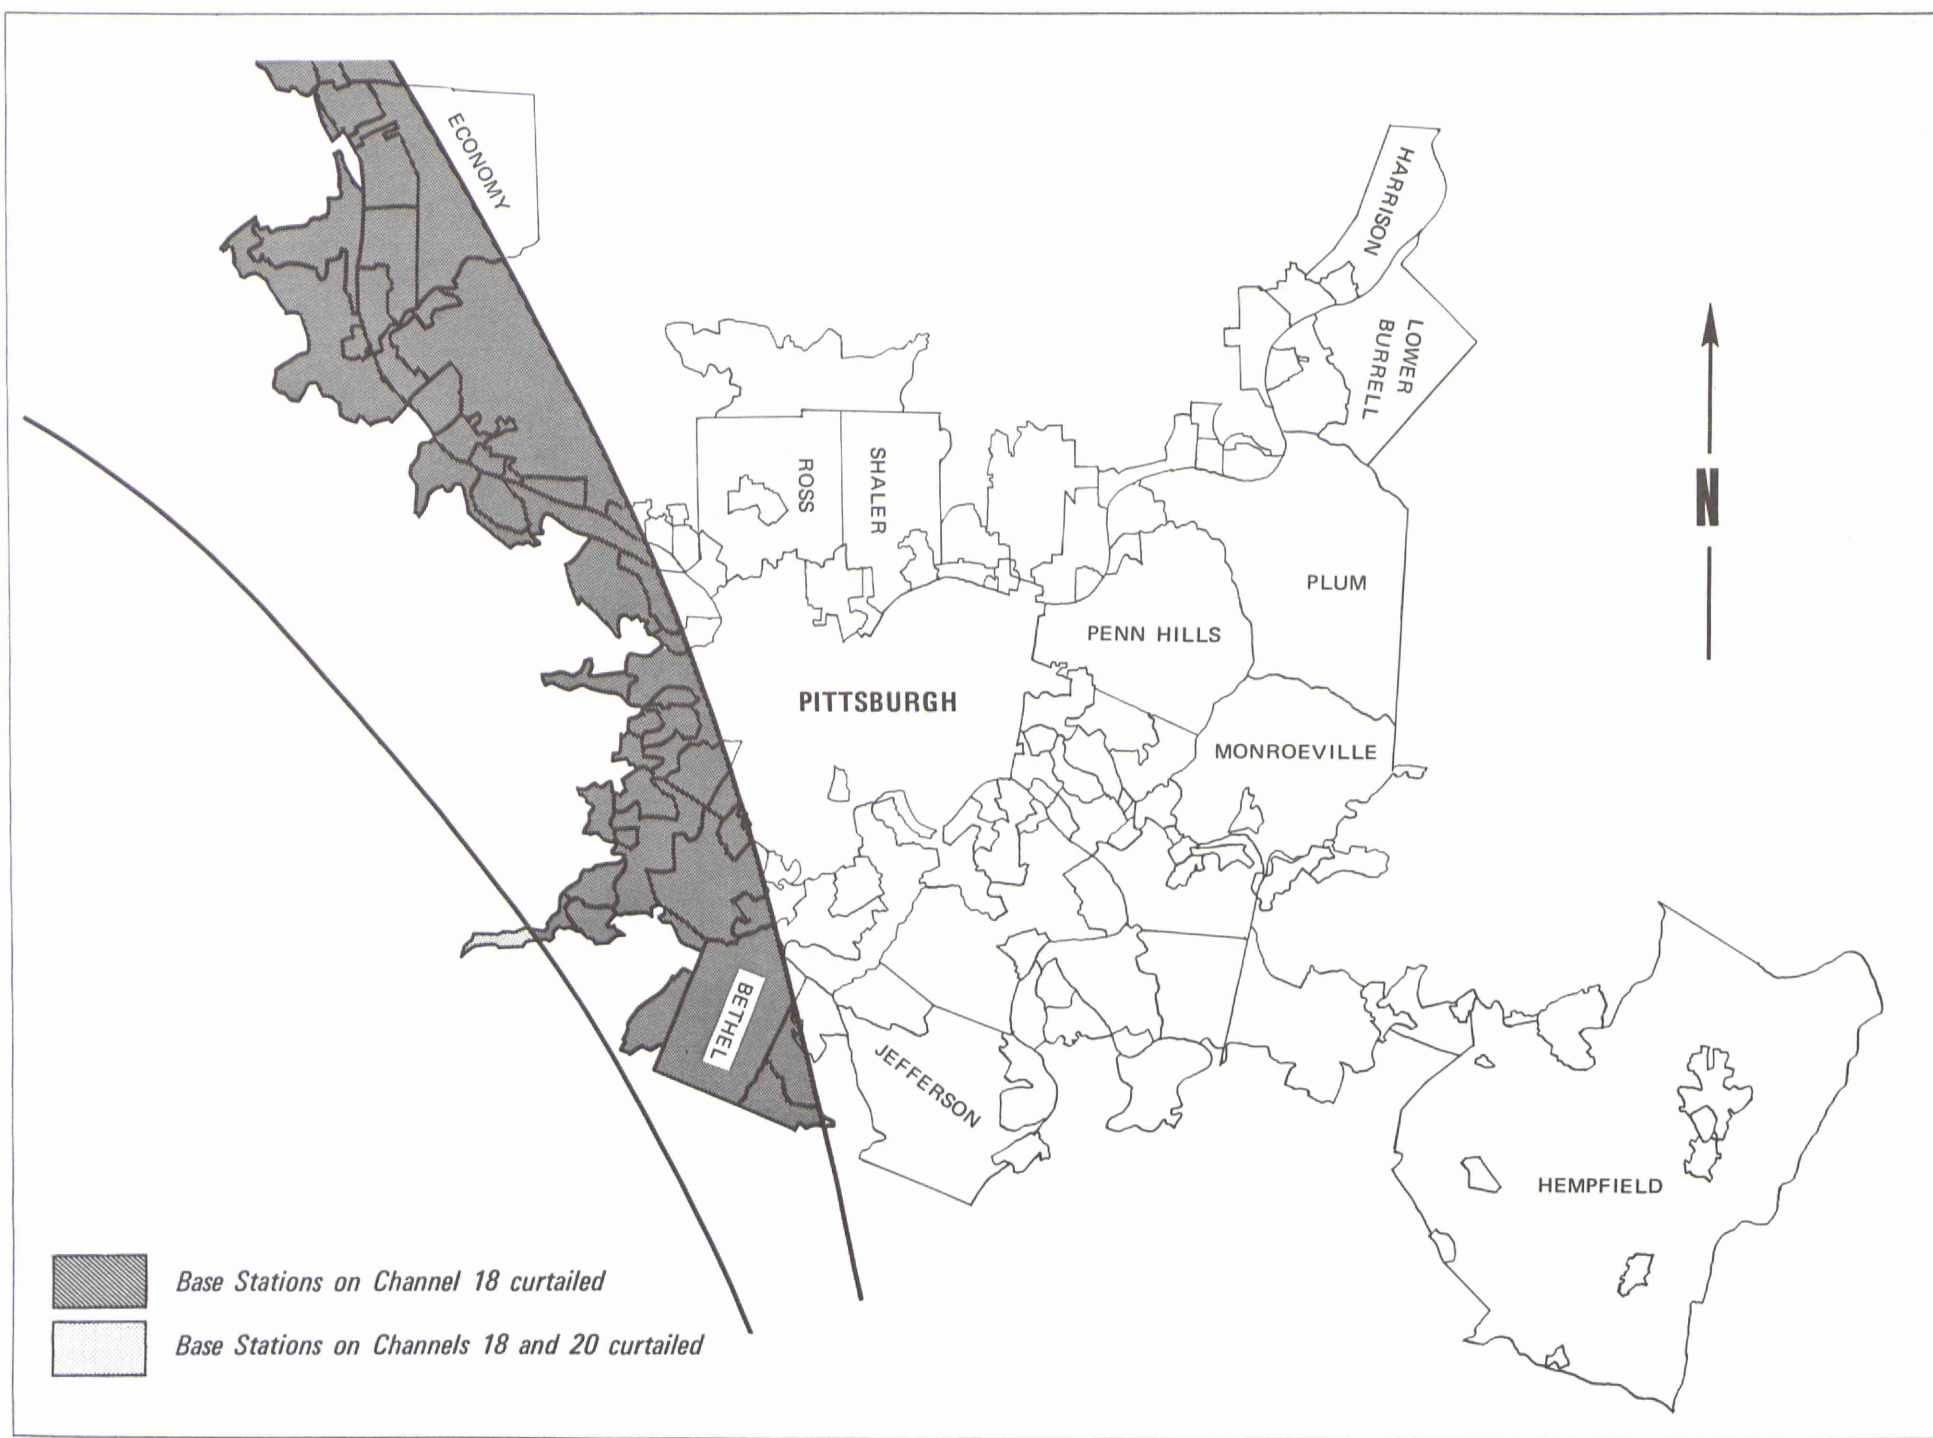 ECONOMY
HARRISON
LOWER
BURRELL
ROSS
SHALER
PLUM
PENN HILLS
PITTSBURGH
MONROEVILLE
N
BETHEL
JEFFERSON
HEMPFIELD
Base Stations on Channel 18 curtailed
Base Stations on Channels 18 and 20 curtailed